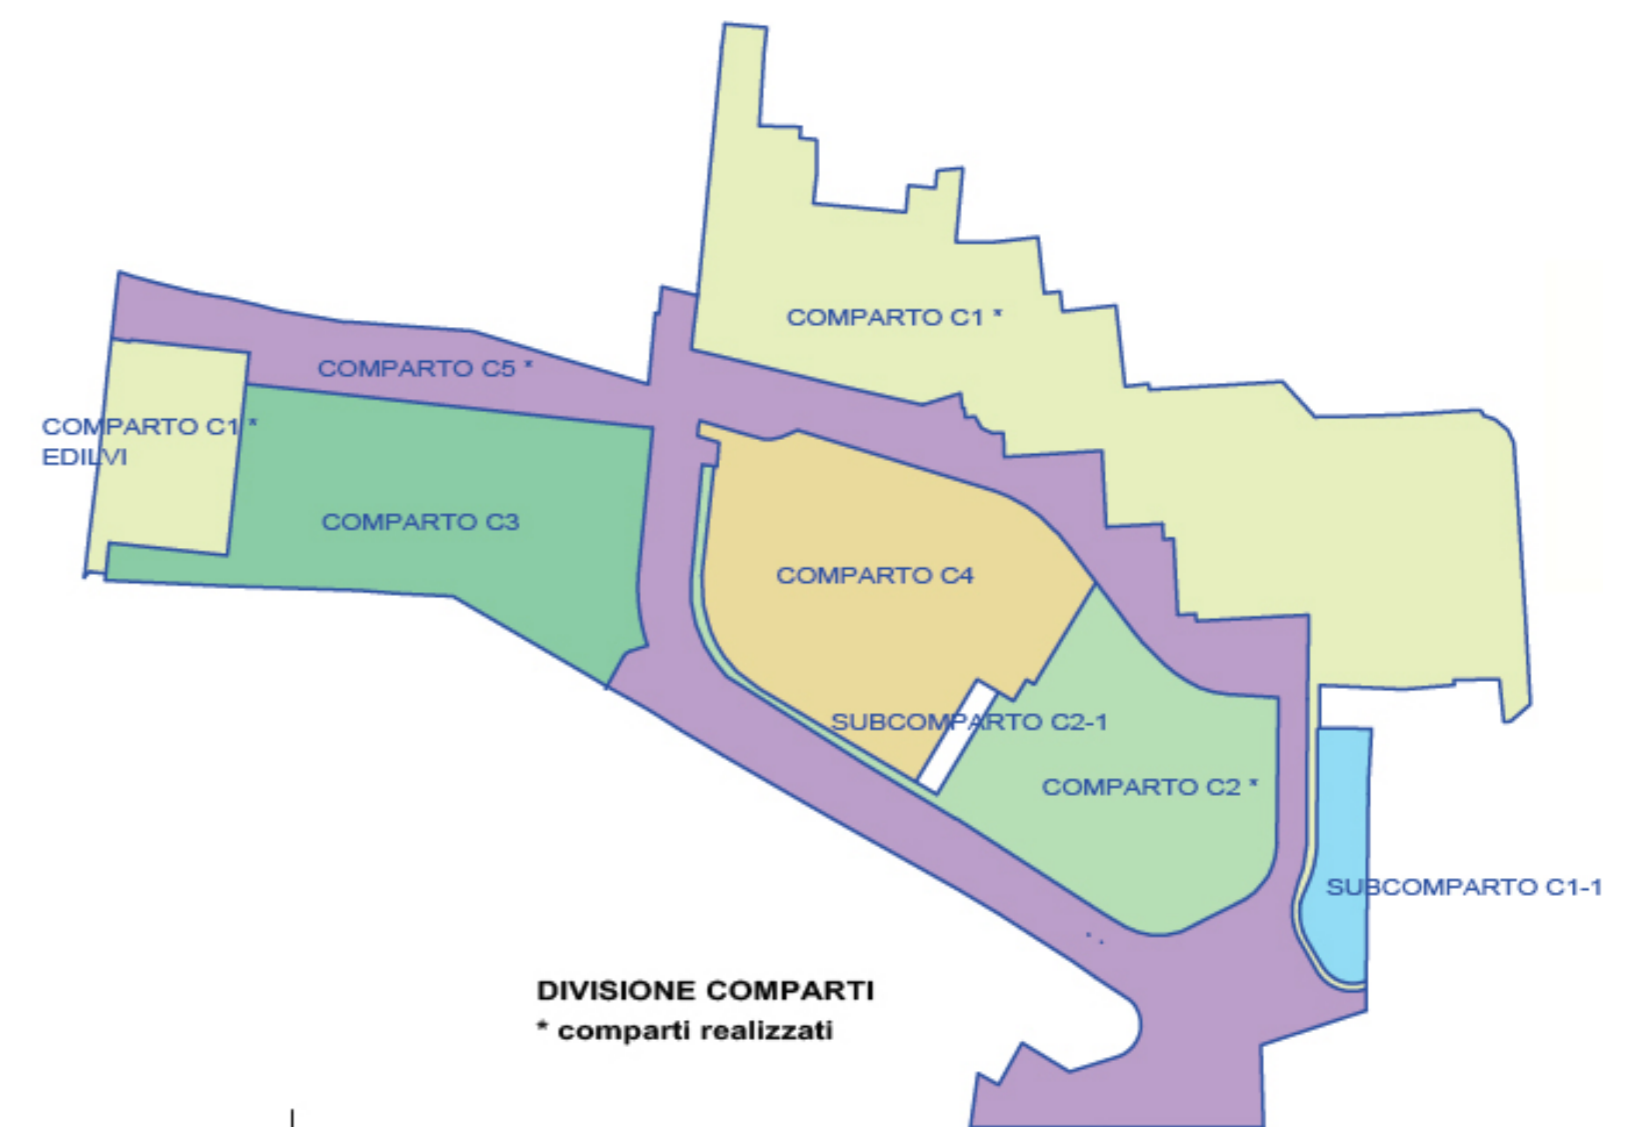 COMPARTO C1 *
COMPARTO C5 *
COMPARTO C1 *
EDILVI
COMPARTO C3
COMPARTO C4
SUBCOMPARTO C2-1
COMPARTO C2 *
SUBCOMPARTO C1-1
DIVISIONE COMPARTI
* comparti realizzati